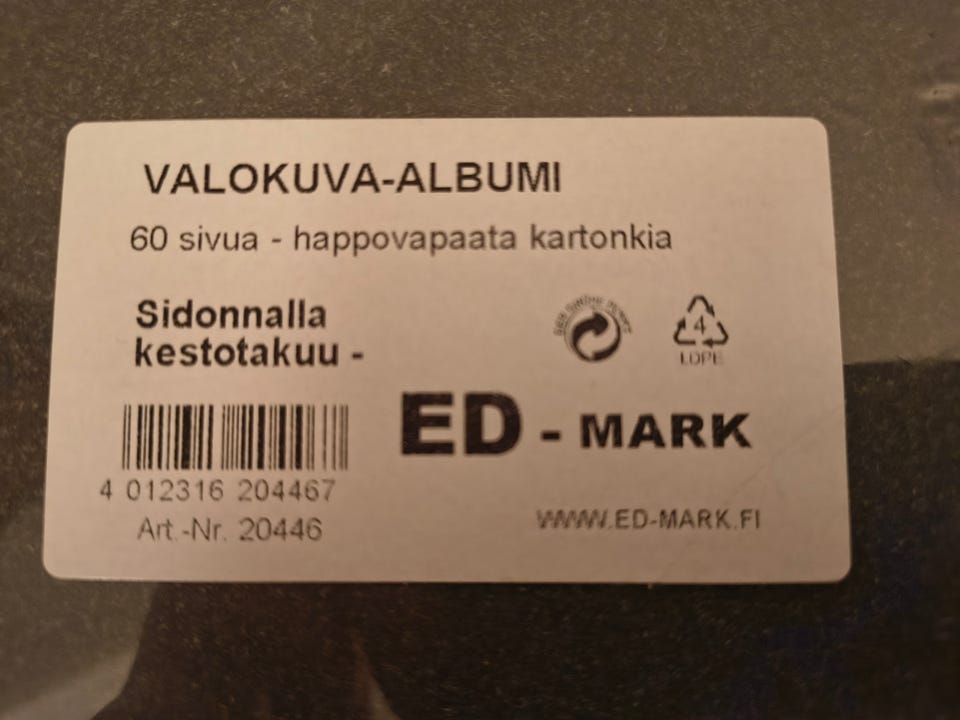 VALOKUVA-ALBUMI
60 sivua - happovapaata kartonkia
Sidonnalla
kestotakuu -
4
LDPE
ED - MARK
4 012316 204467
Art.-Nr. 20446
WWW.ED-MARK.FI